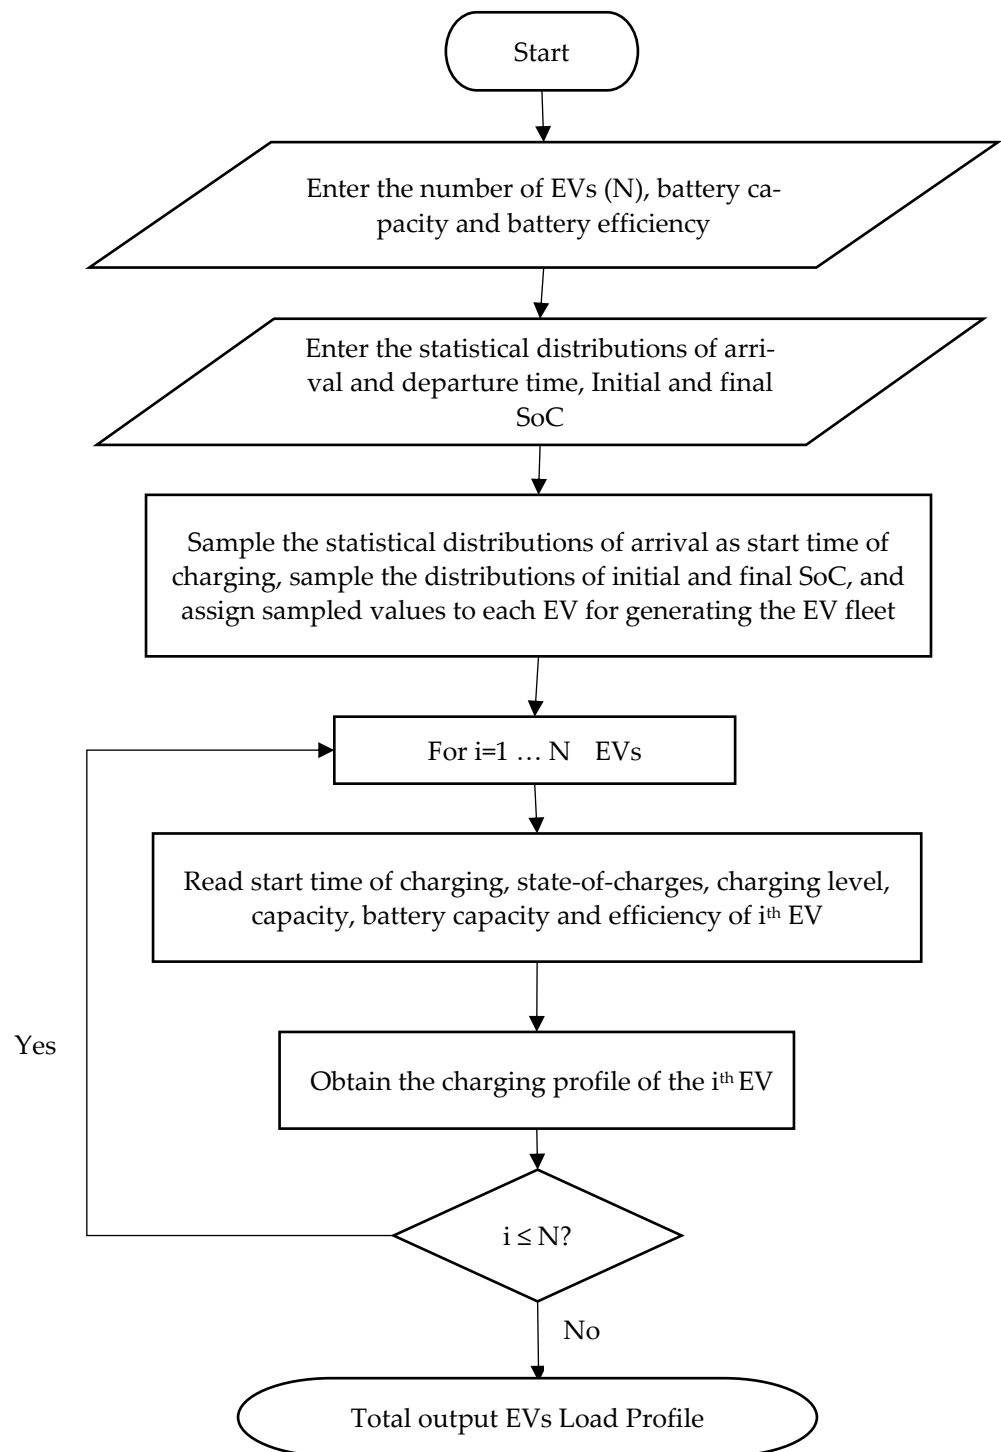 Start
Enter the number of EVs (N), battery ca-
pacity and battery efficiency
Enter the statistical distributions of arri-
val and departure time, Initial and final
SoC
Sample the statistical distributions of arrival as start time of
charging, sample the distributions of initial and final SoC, and
assign sampled values to each EV for generating the EV fleet
For i=1 … N EVs
Read start time of charging, state-of-charges, charging level,
capacity, battery capacity and efficiency of iᵗʰ EV
Yes
Obtain the charging profile of the iᵗʰ EV
i ≤ N?
No
Total output EVs Load Profile